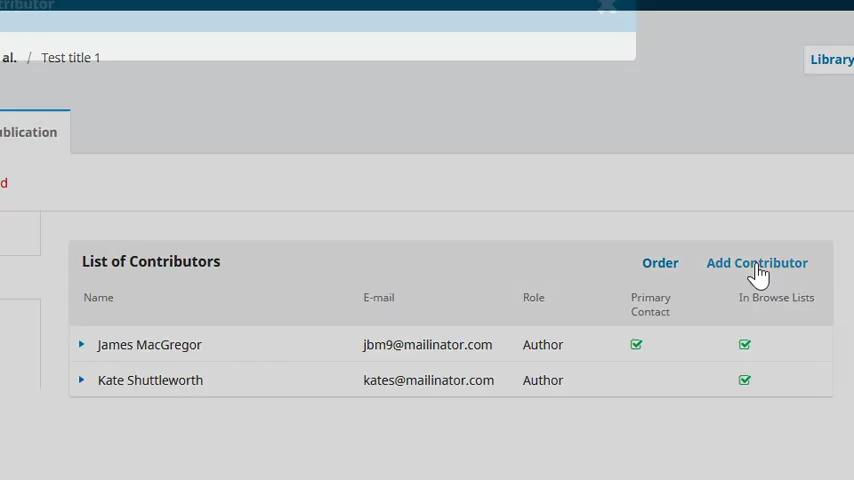 tributor
al. / Test title 1
Library
ublication
d
List of Contributors
Order
Add Contributor
Name
E-mail
Role
Primary
Contact
In Browse Lists
James MacGregor
jbm9@mailinator.com
Author
Kate Shuttleworth
kates@mailinator.com
Author